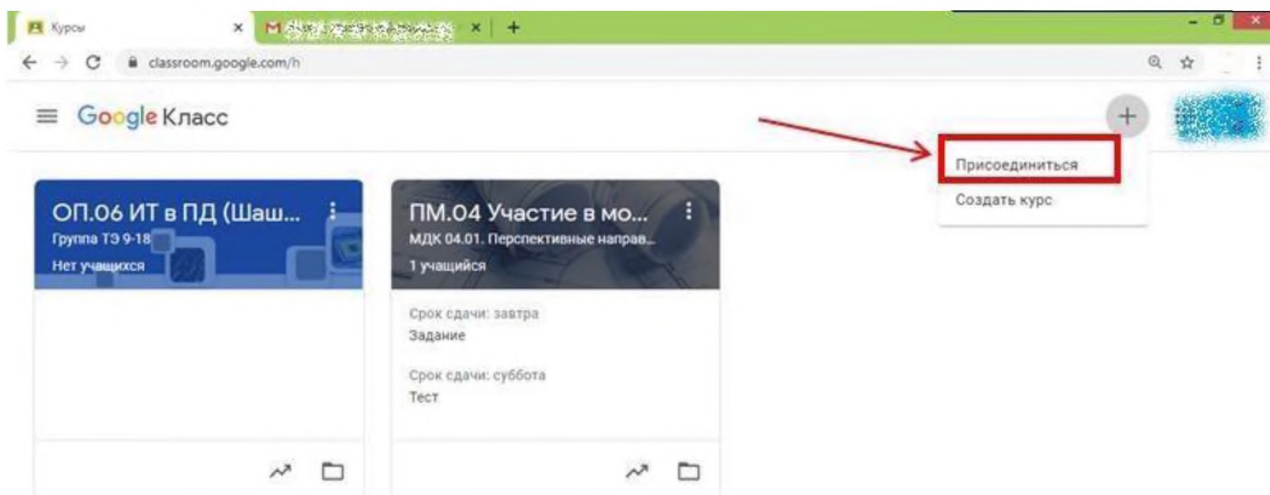 Курсы
classroom.google.com/h
Google Класс
Присоединиться
Создать курс
ОП.06 ИТ в ПД (Шаш...
Группа ТЭ 9-18
Нет учащихся
ПМ.04 Участие в мо...
МДК 04.01. Перспективные направ...
1 учащийся
Срок сдачи: завтра
Задание
Срок сдачи: суббота
Тест